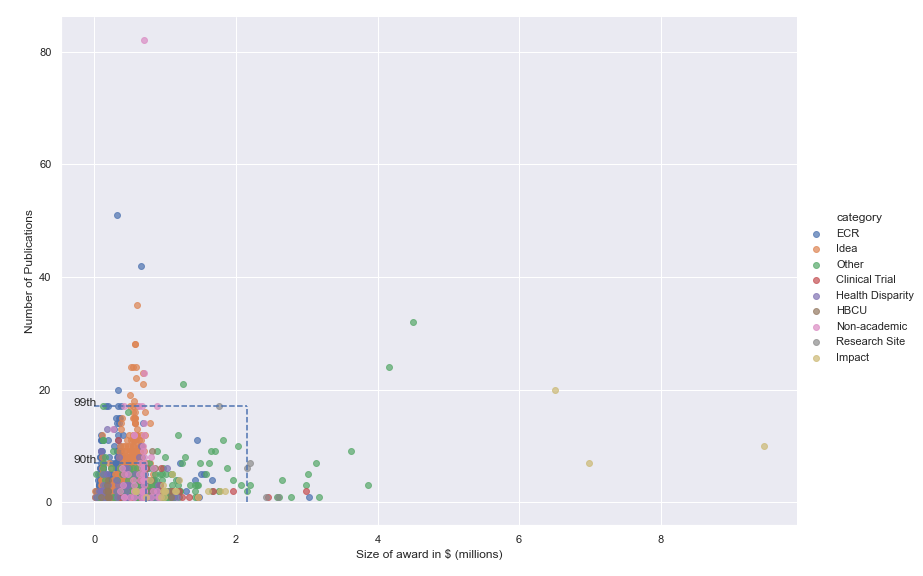 80
60
40
20
0
99th
90th
0
2
4
6
8
Size of award in $ (millions)
Number of Publications
category
ECR
Idea
Other
Clinical Trial
Health Disparity
HBCU
Non-academic
Research Site
Impact